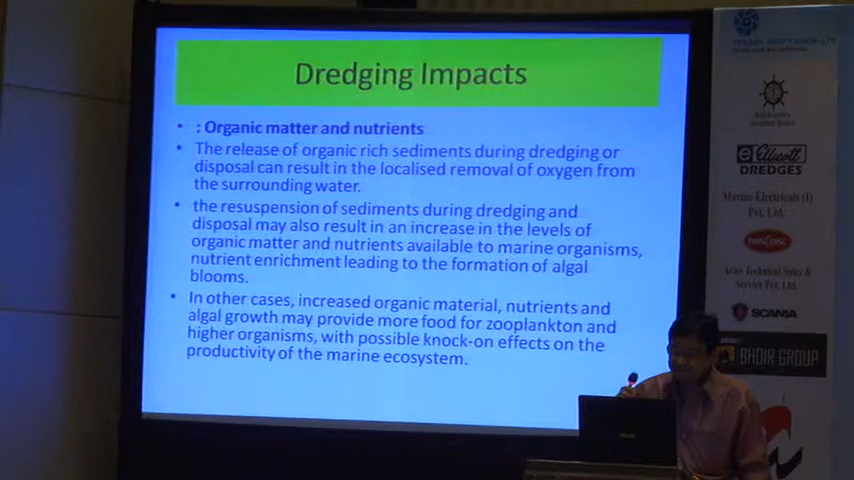 Dredging Impacts
• : Organic matter and nutrients
• The release of organic rich sediments during dredging or
disposal can result in the localised removal of oxygen from
the surrounding water.
• the resuspension of sediments during dredging and
disposal may also result in an increase in the levels of
organic matter and nutrients available to marine organisms,
nutrient enrichment leading to the formation of algal
blooms.
• In other cases, increased organic material, nutrients and
algal growth may provide more food for zooplankton and
higher organisms, with possible knock-on effects on the
productivity of the marine ecosystem.
Ellicott
DREDGES
Marine Electricals (I)
Pvt. Ltd.
Aries Technical Sales &
Service Pvt. Ltd.
SCANIA
BHDIR GROUP